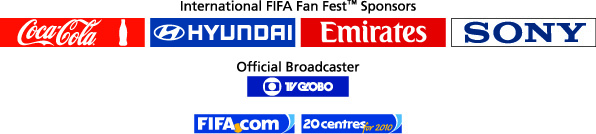 International FIFA Fan Fest™ Sponsors
Coca-Cola HYUNDAI Emirates SONY
Official Broadcaster
TV GLOBO
FIFA.com 20 centres for 2010